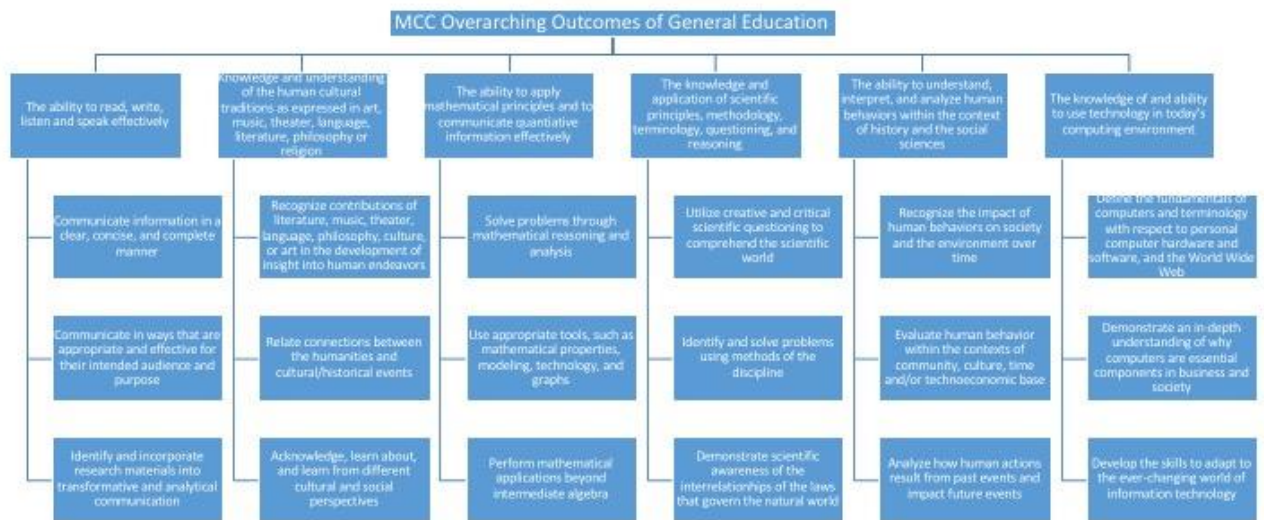 MCC Overarching Outcomes of General Education
The ability to read, write,
listen and speak effectively
Knowledge and understanding
of the human cultural
traditions as expressed in art,
music, theater, language,
literature, philosophy or
religion
The ability to apply
mathematical principles and to
communicate quantiative
information effectively
The knowledge and
application of scientific
principles, methodology,
terminology, questioning, and
reasoning
The ability to understand,
interpret, and analyze human
behaviors within the context
of history and the social
sciences
The knowledge of and ability
to use technology in today's
computing environment
Communicate information in a
clear, concise, and complete
manner
Recognize contributions of
literature, music, theater,
language, philosophy, culture,
or art in the development of
insight into human endeavors
Solve problems through
mathematical reasoning and
analysis
Utilize creative and critical
scientific questioning to
comprehend the scientific
world
Recognize the impact of
human behaviors on society
and the environment over
time
Define the fundamentals of
computers and terminology
with respect to personal
computer hardware and
software, and the World Wide
Web
Communicate in ways that are
appropriate and effective for
their intended audience and
purpose
Relate connections between
the humanities and
cultural/historical events
Use appropriate tools, such as
mathematical properties,
modeling, technology, and
graphs
Identify and solve problems
using methods of the
discipline
Evaluate human behavior
within the contexts of
community, culture, time
and/or technoeconomic base
Demonstrate an in-depth
understanding of why
computers are essential
components in business and
society
Identify and incorporate
research materials into
transformative and analytical
communication
Acknowledge, learn about,
and learn from different
cultural and social
perspectives
Perform mathematical
applications beyond
intermediate algebra
Demonstrate scientific
awareness of the
interrelationships of the laws
that govern the natural world
Analyze how human actions
result from past events and
impact future events
Develop the skills to adapt to
the ever-changing world of
information technology